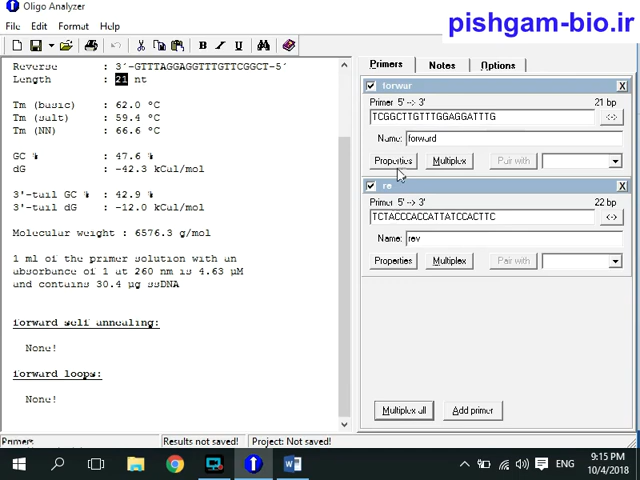 Oligo Analyzer
pishgam-bio.ir
File Edit Format Help
B I U
Reverse : 3´-GTTTAGGAGGTTTGTTCGGCT-5´
Length : 21 nt
Tm (basic) : 62.0 °C
Tm (salt) : 59.4 °C
Tm (NN) : 66.6 °C
GC % : 47.6 %
dG : -42.3 kCal/mol
3'-tail GC % : 42.9 %
3'-tail dG : -12.0 kCal/mol
Molecular weight : 6576.3 g/mol
1 ml of the primer solution with an
absorbance of 1 at 260 nm is 4.63 µM
and contains 30.4 µg ssDNA
forward self annealing:
None!
forward loops:
None!
Primers Notes Options
forwar X
Primer 5' --> 3' 21 bp
TCGGCTTGTTTGGAGGATTTG <->
Name: forward
Properties Multiplex Pair with
re X
Primer 5' --> 3' 22 bp
TCTACCCACCATTATCCACTTC <->
Name: rev
Properties Multiplex Pair with
Multiplex all Add primer
Primers Results not saved! Project: Not saved!
ENG
9:15 PM
10/4/2018